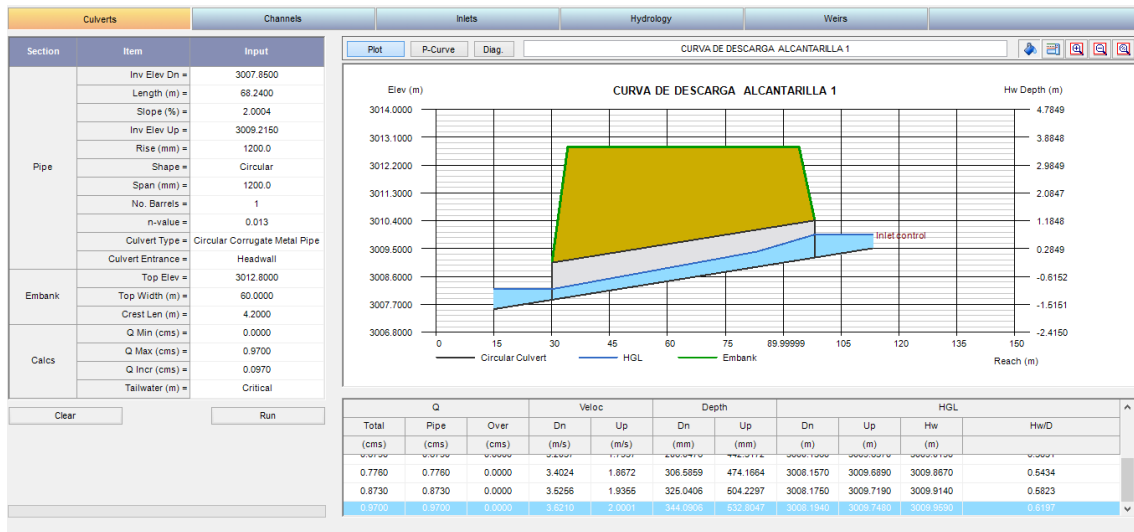 Culverts Channels Inlets Hydrology Weirs
Section Item Input
Pipe
Inv Elev Dn = 3007.8500
Length (m) = 68.2400
Slope (%) = 2.0004
Inv Elev Up = 3009.2150
Rise (mm) = 1200.0
Shape = Circular
Span (mm) = 1200.0
No. Barrels = 1
n-value = 0.013
Culvert Type = Circular Corrugate Metal Pipe
Culvert Entrance = Headwall
Embank
Top Elev = 3012.8000
Top Width (m) = 60.0000
Crest Len (m) = 4.2000
Calcs
Q Min (cms) = 0.0000
Q Max (cms) = 0.9700
Q Incr (cms) = 0.0970
Tailwater (m) = Critical
Clear Run
Plot P-Curve Diag. CURVA DE DESCARGA ALCANTARILLA 1
Elev (m) CURVA DE DESCARGA ALCANTARILLA 1 Hw Depth (m)
3014.0000 4.7849
3013.1000 3.8848
3012.2000 2.9849
3011.3000 2.0847
3010.4000 1.1848
Inlet control
3009.5000 0.2849
3008.6000 -0.6152
3007.7000 -1.5151
3006.8000 -2.4150
0 15 30 45 60 75 89.99999 105 120 135 150
Circular Culvert HGL Embank
Reach (m)
Q Veloc Depth HGL
Total Pipe Over Dn Up Dn Up Dn Up Hw Hw/D
(cms) (cms) (cms) (m/s) (m/s) (mm) (mm) (m) (m) (m)
0.7760 0.7760 0.0000 3.4024 1.8672 306.5859 474.1664 3008.1570 3009.6890 3009.8670 0.5434
0.8730 0.8730 0.0000 3.5256 1.9355 325.0406 504.2297 3008.1750 3009.7190 3009.9140 0.5823
0.9700 0.9700 0.0000 3.6210 2.0001 344.0906 532.8047 3008.1940 3009.7480 3009.9590 0.6197